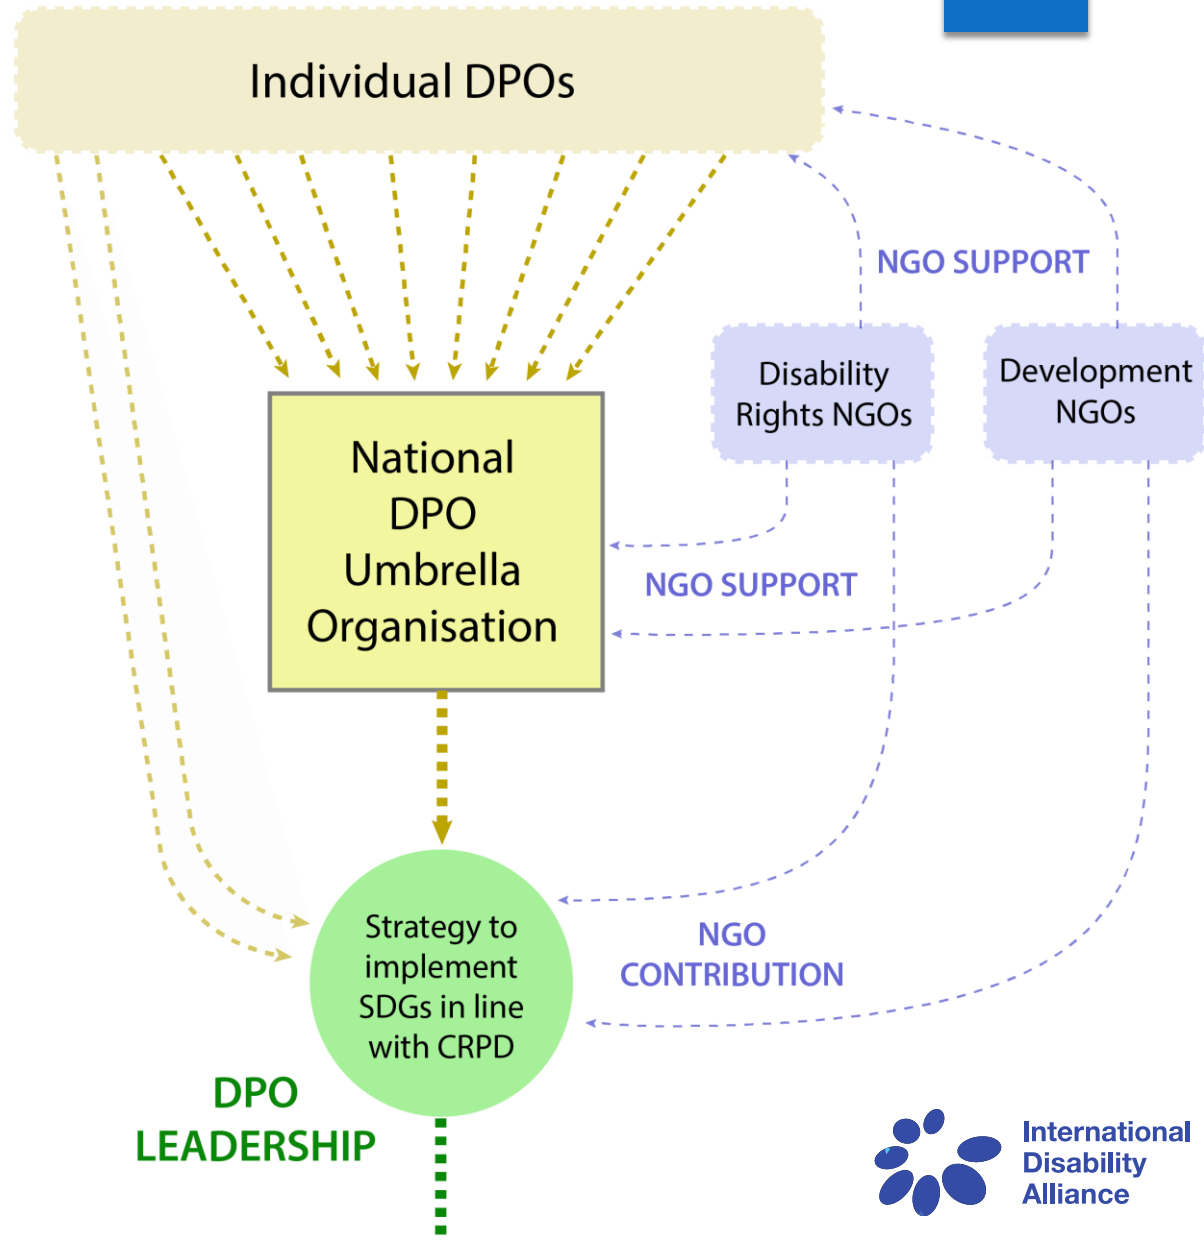 Individual DPOs
NGO SUPPORT
Disability
Rights NGOs
Development
NGOs
National
DPO
Umbrella
Organisation
NGO SUPPORT
Strategy to
implement
SDGs in line
with CRPD
NGO
CONTRIBUTION
DPO
LEADERSHIP
International
Disability
Alliance